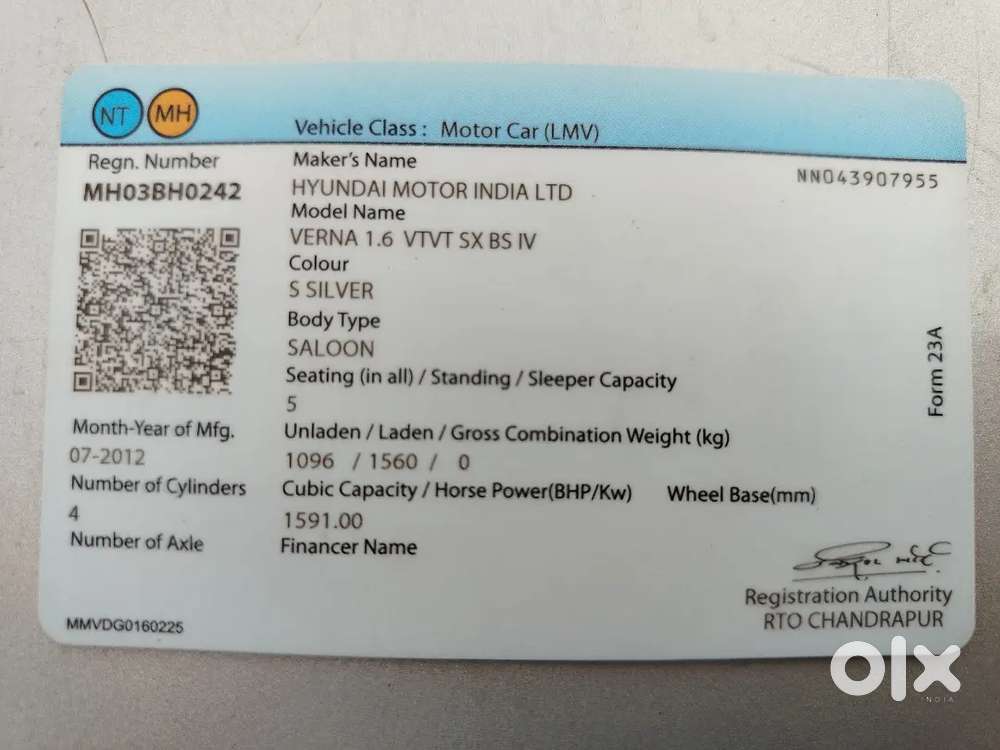 NT MH
Vehicle Class : Motor Car (LMV)
Regn. Number
MH03BH0242
Maker's Name
HYUNDAI MOTOR INDIA LTD
NN043907955
Model Name
VERNA 1.6 VTVT SX BS IV
Colour
S SILVER
Body Type
SALOON
Seating (in all) / Standing / Sleeper Capacity
5
Form 23A
Month-Year of Mfg.
07-2012
Unladen / Laden / Gross Combination Weight (kg)
1096 / 1560 / 0
Number of Cylinders
4
Cubic Capacity / Horse Power(BHP/Kw)
1591.00
Wheel Base(mm)
Number of Axle
Financer Name
Registration Authority
RTO CHANDRAPUR
MMVDG0160225
olx
INDIA